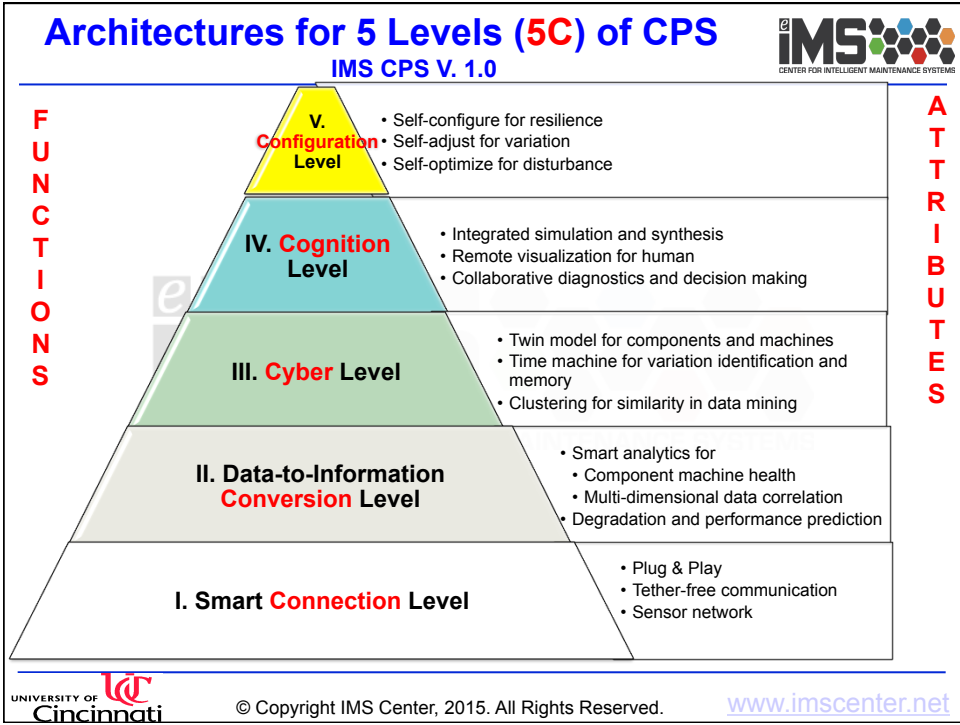 Architectures for 5 Levels (5C) of CPS
IMS CPS V. 1.0
e
iMS
CENTER FOR INTELLIGENT MAINTENANCE SYSTEMS
FUNCTIONS
ATTRIBUTES
V.
Configuration
Level
• Self-configure for resilience
• Self-adjust for variation
• Self-optimize for disturbance
IV. Cognition
Level
• Integrated simulation and synthesis
• Remote visualization for human
• Collaborative diagnostics and decision making
III. Cyber Level
• Twin model for components and machines
• Time machine for variation identification and
memory
• Clustering for similarity in data mining
MAINTENANCE SYSTEMS
II. Data-to-Information
Conversion Level
• Smart analytics for
• Component machine health
• Multi-dimensional data correlation
• Degradation and performance prediction
I. Smart Connection Level
• Plug & Play
• Tether-free communication
• Sensor network
UNIVERSITY OF UC
Cincinnati
© Copyright IMS Center, 2015. All Rights Reserved.
www.imscenter.net